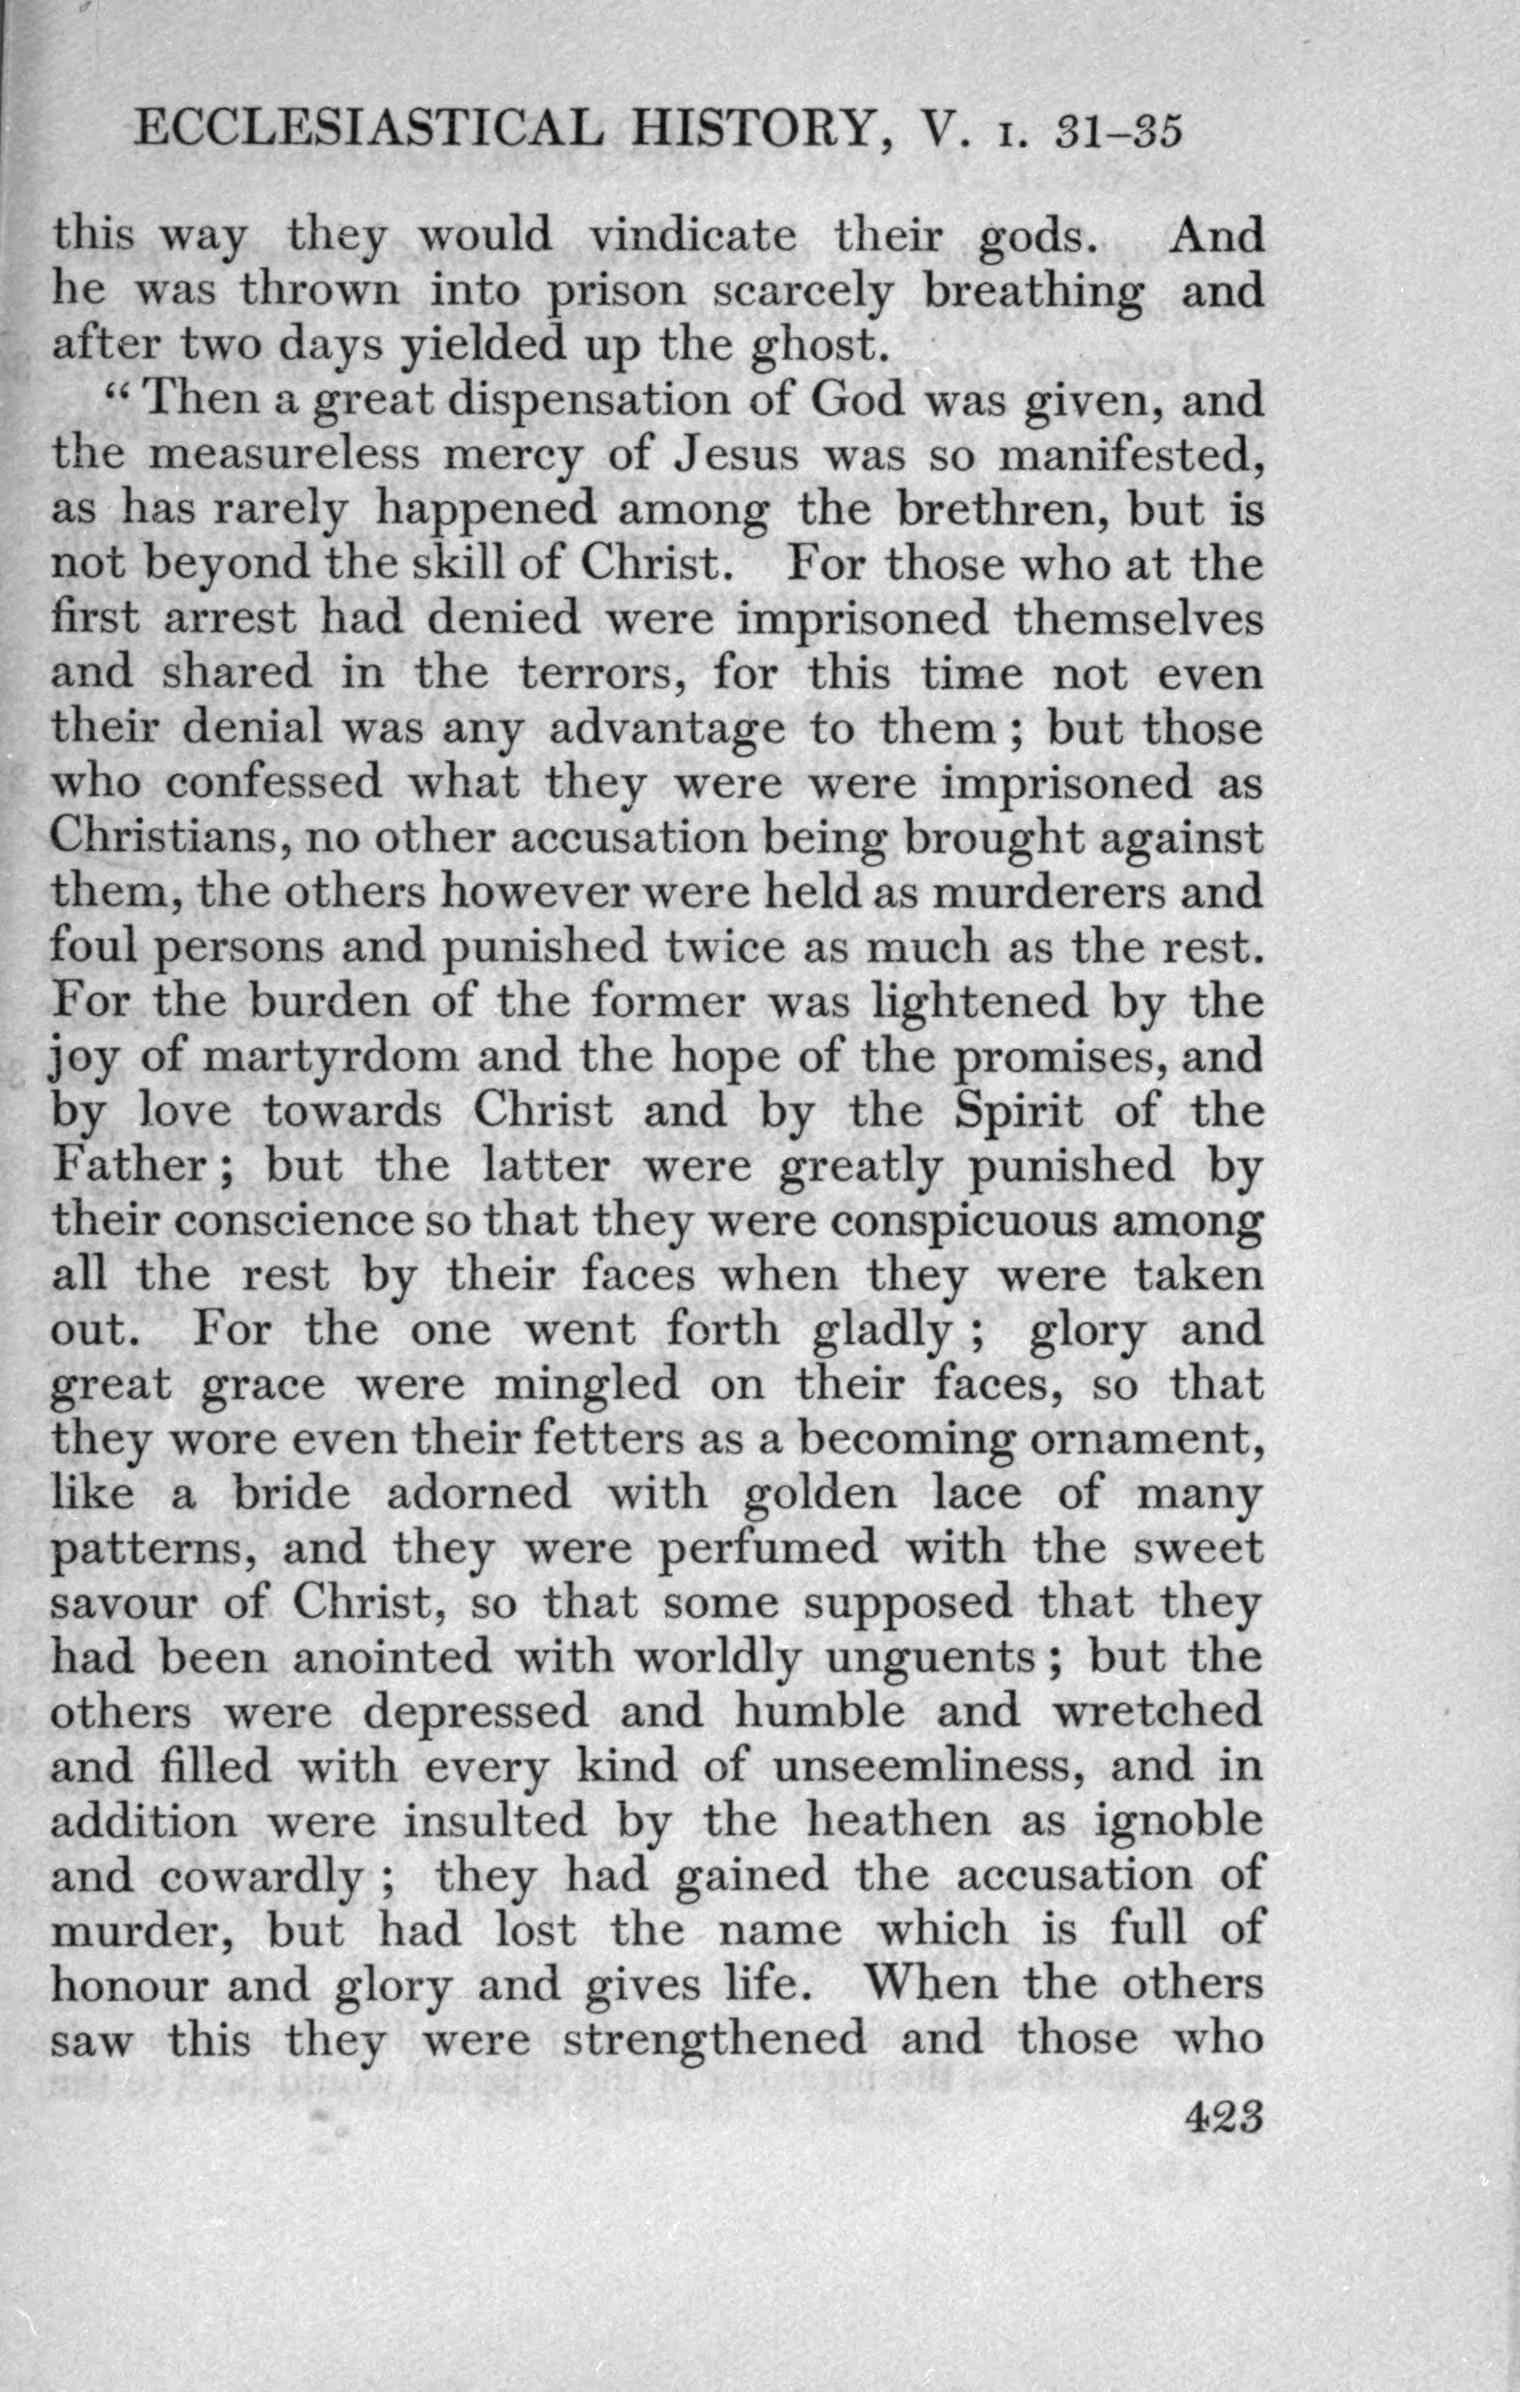 ECCLESIASTICAL HISTORY, V. I. 31–35
this way they would vindicate their gods. And
he was thrown into prison scarcely breathing and
after two days yielded up the ghost.
“ Then a great dispensation of God was given, and
the measureless mercy of Jesus was so manifested,
as has rarely happened among the brethren, but is
not beyond the skill of Christ. For those who at the
first arrest had denied were imprisoned themselves
and shared in the terrors, for this time not even
their denial was any advantage to them ; but those
who confessed what they were were imprisoned as
Christians, no other accusation being brought against
them, the others however were held as murderers and
foul persons and punished twice as much as the rest.
For the burden of the former was lightened by the
joy of martyrdom and the hope of the promises, and
by love towards Christ and by the Spirit of the
Father ; but the latter were greatly punished by
their conscience so that they were conspicuous among
all the rest by their faces when they were taken
out. For the one went forth gladly ; glory and
great grace were mingled on their faces, so that
they wore even their fetters as a becoming ornament,
like a bride adorned with golden lace of many
patterns, and they were perfumed with the sweet
savour of Christ, so that some supposed that they
had been anointed with worldly unguents ; but the
others were depressed and humble and wretched
and filled with every kind of unseemliness, and in
addition were insulted by the heathen as ignoble
and cowardly ; they had gained the accusation of
murder, but had lost the name which is full of
honour and glory and gives life. When the others
saw this they were strengthened and those who
423